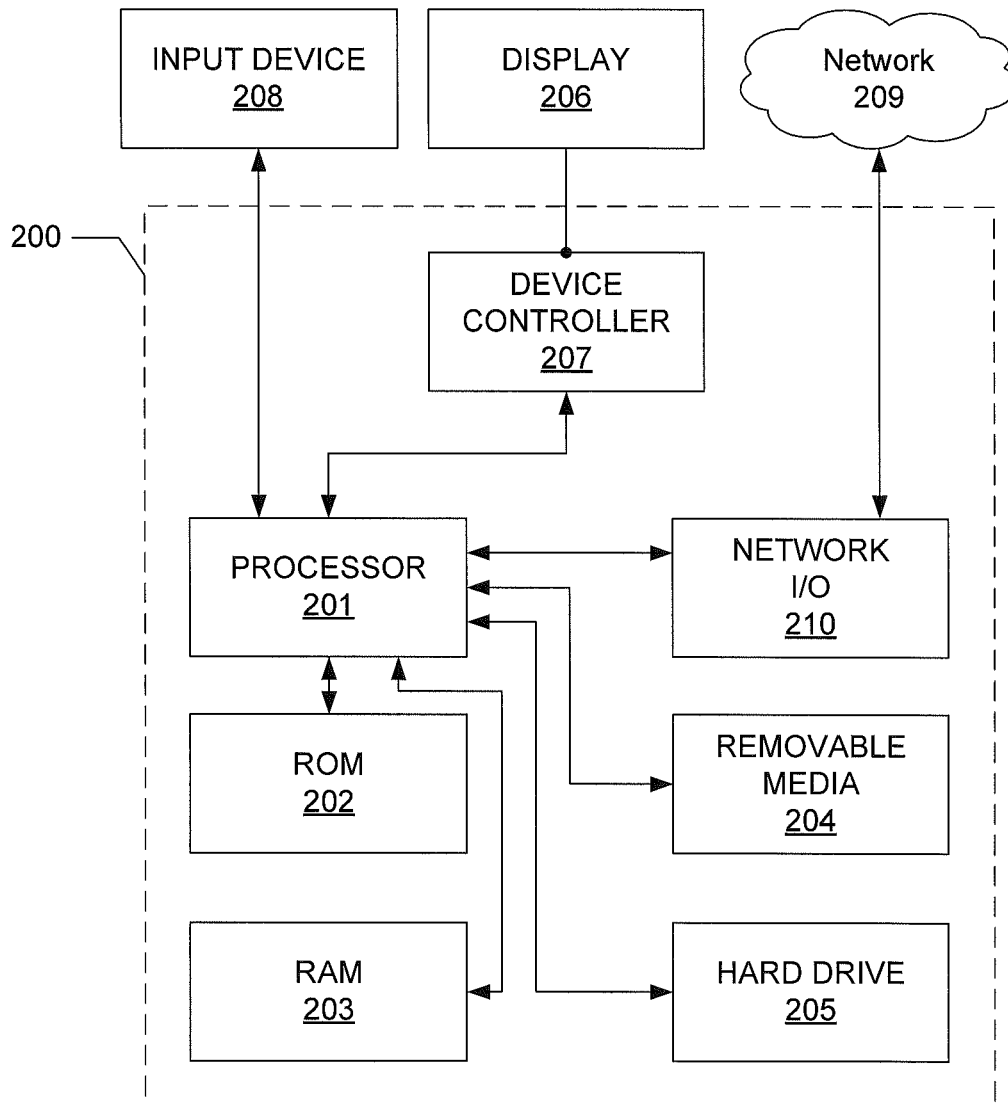 INPUT DEVICE
208
DISPLAY
206
Network
209
200
DEVICE
CONTROLLER
207
PROCESSOR
201
NETWORK
I/O
210
ROM
202
REMOVABLE
MEDIA
204
RAM
203
HARD DRIVE
205